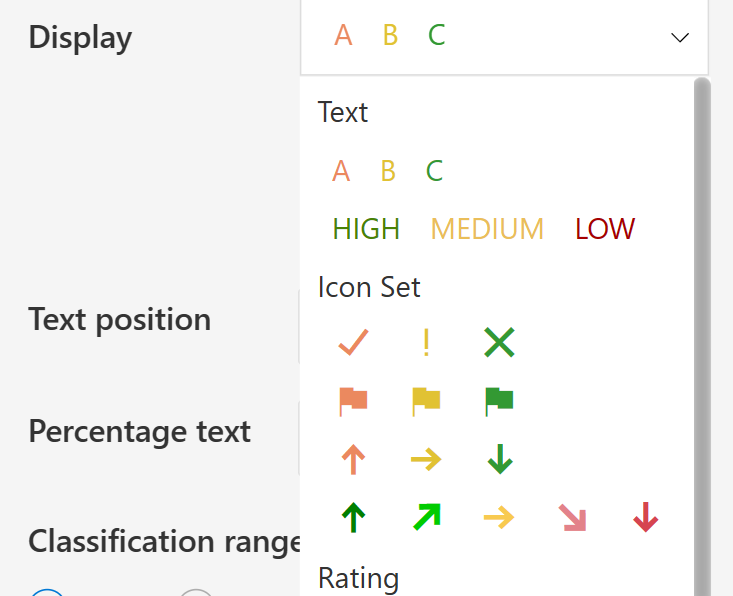 Display
A B C
Text
A B C
HIGH MEDIUM LOW
Icon Set
Text position
Percentage text
Classification range
Rating